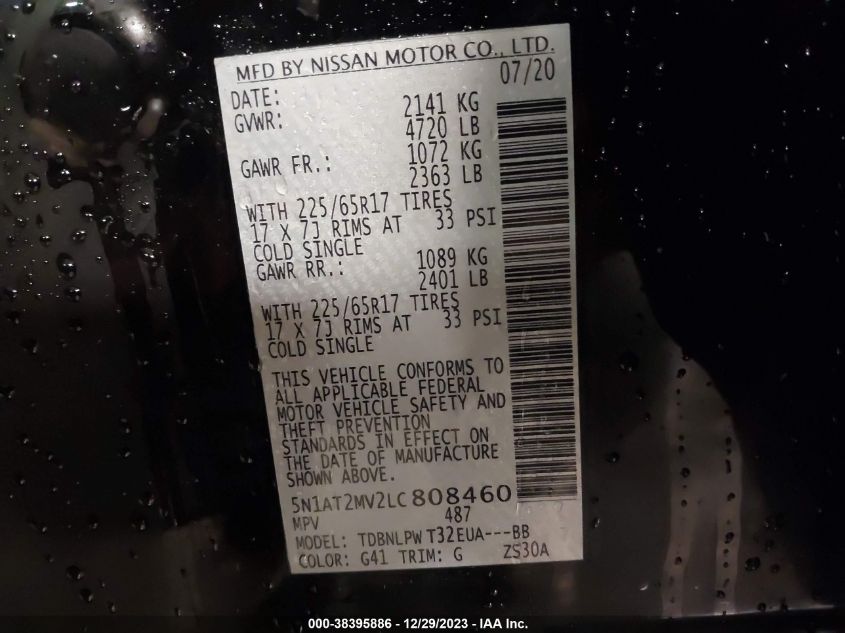 MFD BY NISSAN MOTOR CO., LTD.
DATE: 07/20
GVWR: 2141 KG
4720 LB
GAWR FR.: 1072 KG
2363 LB
WITH 225/65R17 TIRES
17 X 7J RIMS AT 33 PSI
COLD SINGLE
GAWR RR.: 1089 KG
2401 LB
WITH 225/65R17 TIRES
17 X 7J RIMS AT 33 PSI
COLD SINGLE
THIS VEHICLE CONFORMS TO
ALL APPLICABLE FEDERAL
MOTOR VEHICLE SAFETY AND
THEFT PREVENTION
STANDARDS IN EFFECT ON
THE DATE OF MANUFACTURE
SHOWN ABOVE.
5N1AT2MV2LC808460
MPV 487
MODEL: TDBNLPW T32EUA---BB
COLOR: G41 TRIM: G ZS30A
000-38395886 - 12/29/2023 - IAA Inc.